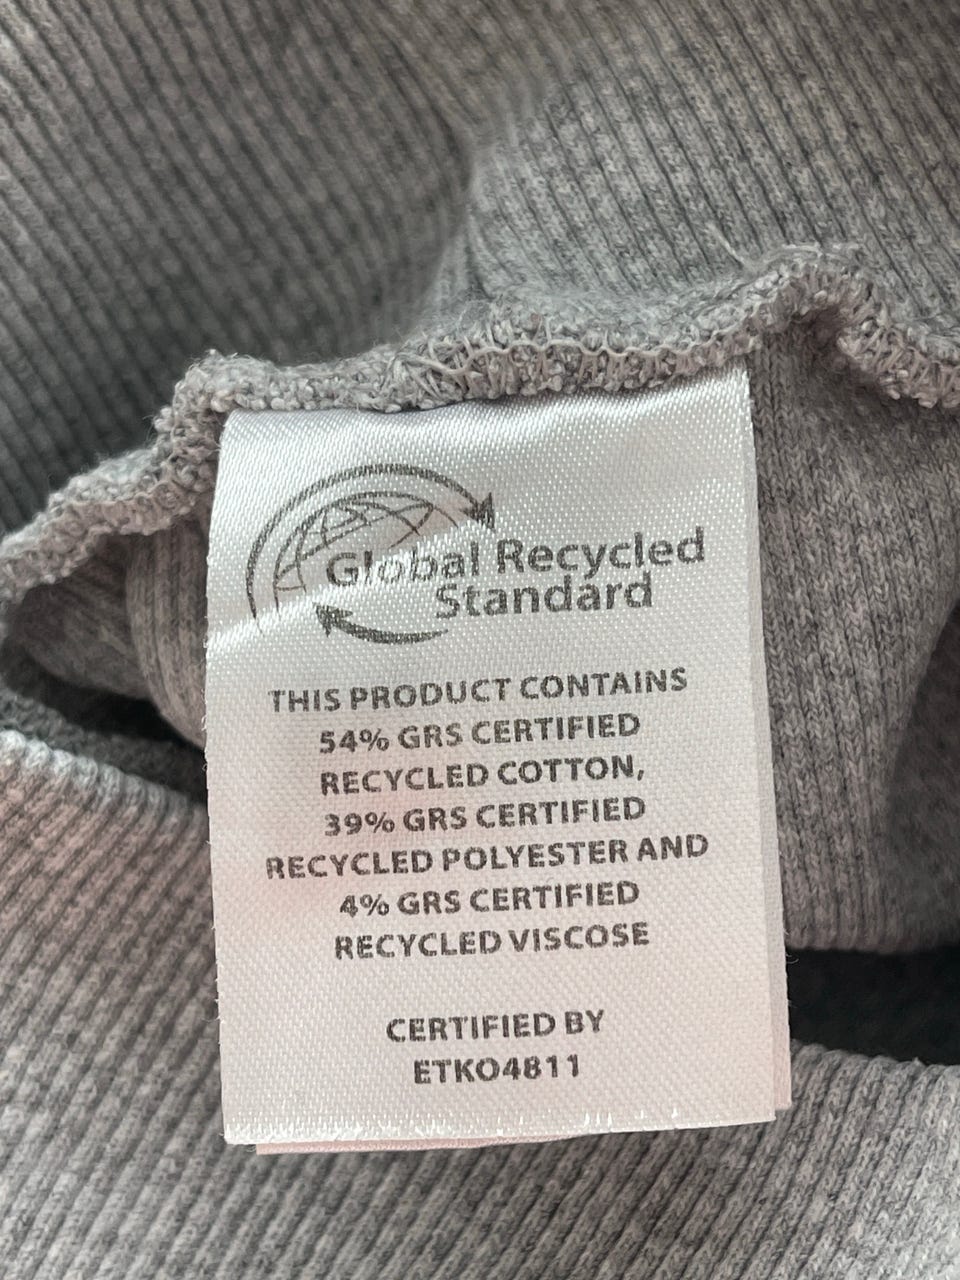 Global Recycled
Standard
THIS PRODUCT CONTAINS
54% GRS CERTIFIED
RECYCLED COTTON,
39% GRS CERTIFIED
RECYCLED POLYESTER AND
4% GRS CERTIFIED
RECYCLED VISCOSE
CERTIFIED BY
ETKO4811